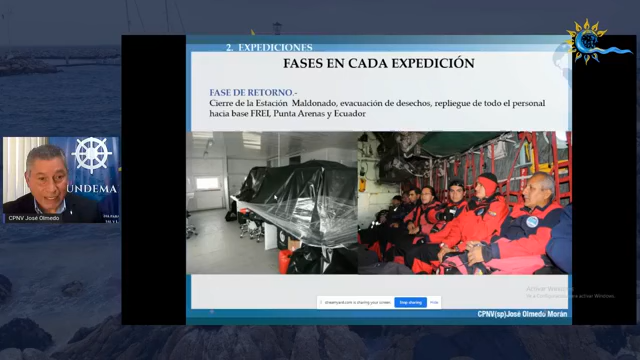 2. EXPEDICIONES
FASES EN CADA EXPEDICIÓN
FASE DE RETORNO.-
Cierre de la Estación Maldonado, evacuación de desechos, repliegue de todo el personal
hacia base FREI, Punta Arenas y Ecuador
UNDEMA
CPNV José Olmedo
streamyard.com is sharing your screen.
Stop sharing
Hide
Activar Windows
CPNV(sp)José Olmedo Morán